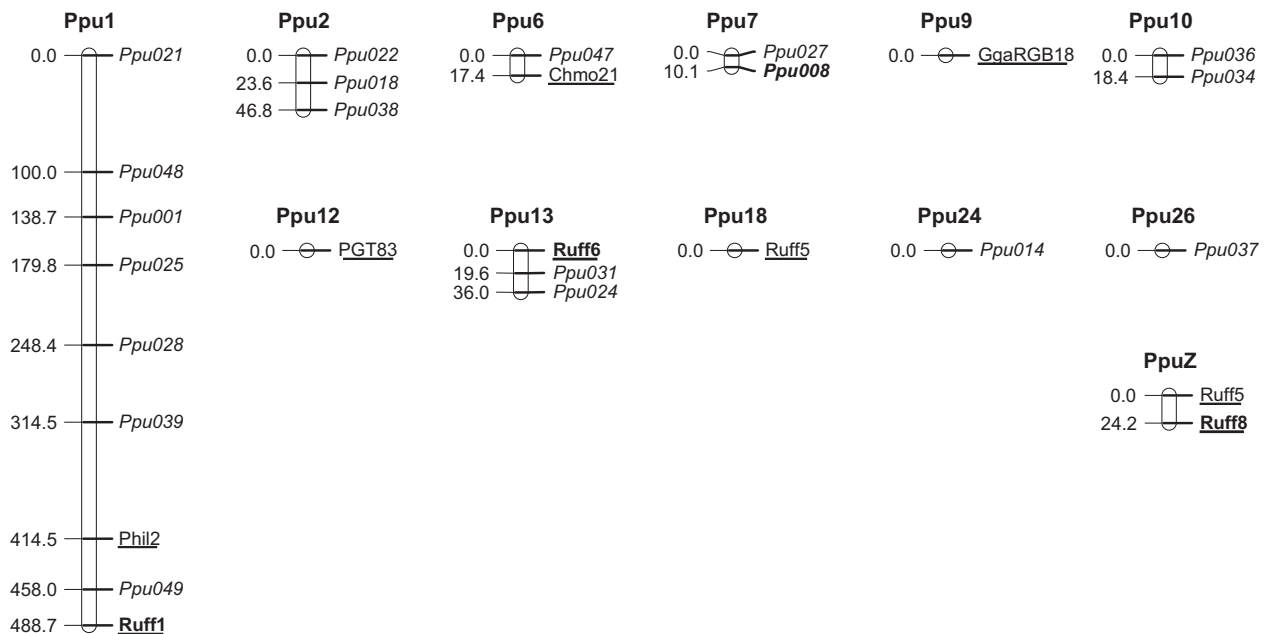 Ppu1
0.0 Ppu021
100.0 Ppu048
138.7 Ppu001
179.8 Ppu025
248.4 Ppu028
314.5 Ppu039
414.5 Phil2
458.0 Ppu049
488.7 Ruff1
Ppu2
0.0 Ppu022
23.6 Ppu018
46.8 Ppu038
Ppu6
0.0 Ppu047
17.4 Chmo21
Ppu7
0.0 Ppu027
10.1 Ppu008
Ppu9
0.0 GgaRGB18
Ppu10
0.0 Ppu036
18.4 Ppu034
Ppu12
0.0 PGT83
Ppu13
0.0 Ruff6
19.6 Ppu031
36.0 Ppu024
Ppu18
0.0 Ruff5
Ppu24
0.0 Ppu014
Ppu26
0.0 Ppu037
PpuZ
0.0 Ruff5
24.2 Ruff8